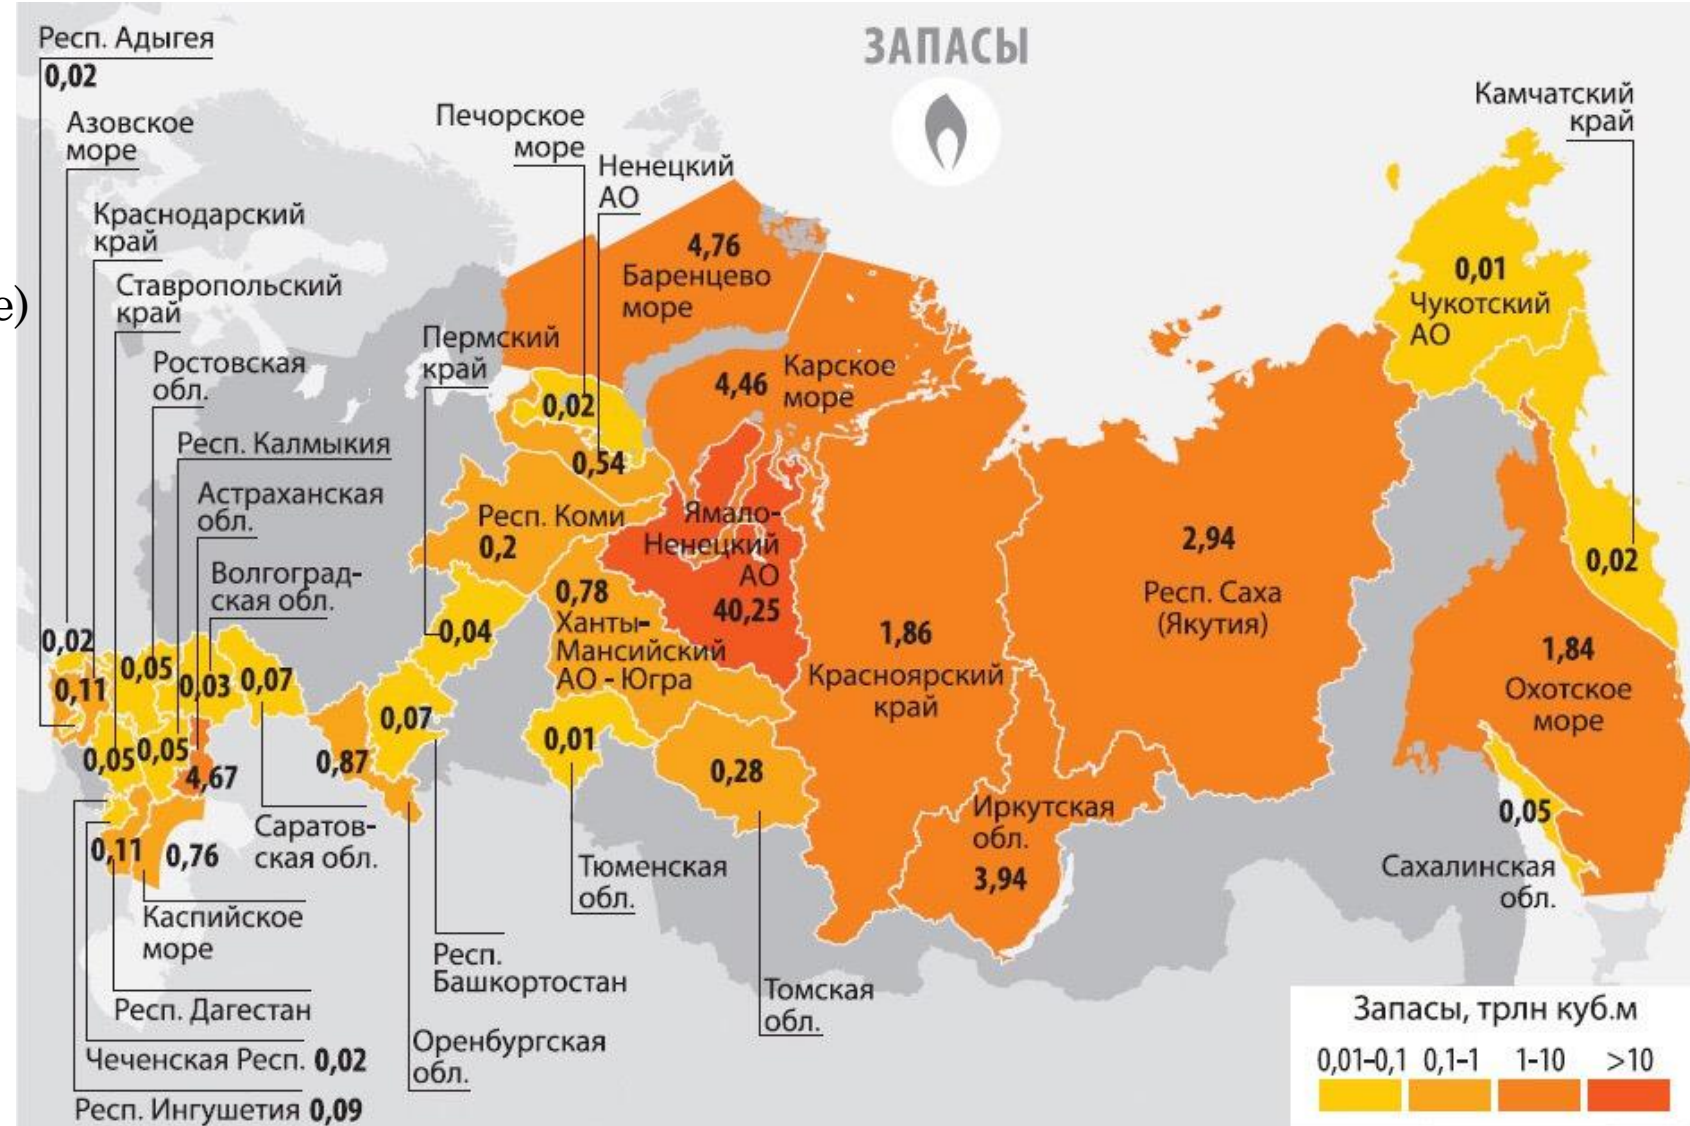 ЗАПАСЫ
Респ. Адыгея
0,02
Азовское
море
0,02
Краснодарский
край
0,11
Ставропольский
край
0,05
Ростовская
обл.
0,05
Респ. Калмыкия
0,05
Астраханская
обл.
4,67
Волгоград-
ская обл.
0,03
0,07
Саратов-
ская обл.
Печорское
море
0,02
Ненецкий
АО
0,54
Пермский
край
0,04
4,76
Баренцево
море
4,46
Карское
море
Респ. Коми
0,2
Ямало-
Ненецкий
АО
40,25
0,78
Ханты-
Мансийский
АО - Югра
1,86
Красноярский
край
2,94
Респ. Саха
(Якутия)
Камчатский
край
0,02
0,01
Чукотский
АО
1,84
Охотское
море
0,05
Сахалинская
обл.
Иркутская
обл.
3,94
0,28
Томская
обл.
0,01
Тюменская
обл.
0,07
Респ.
Башкортостан
0,87
Оренбургская
обл.
0,76
Каспийское
море
0,11
Респ. Дагестан
Чеченская Респ. 0,02
Респ. Ингушетия 0,09
е)
Запасы, трлн куб.м
0,01-0,1 0,1-1 1-10 >10